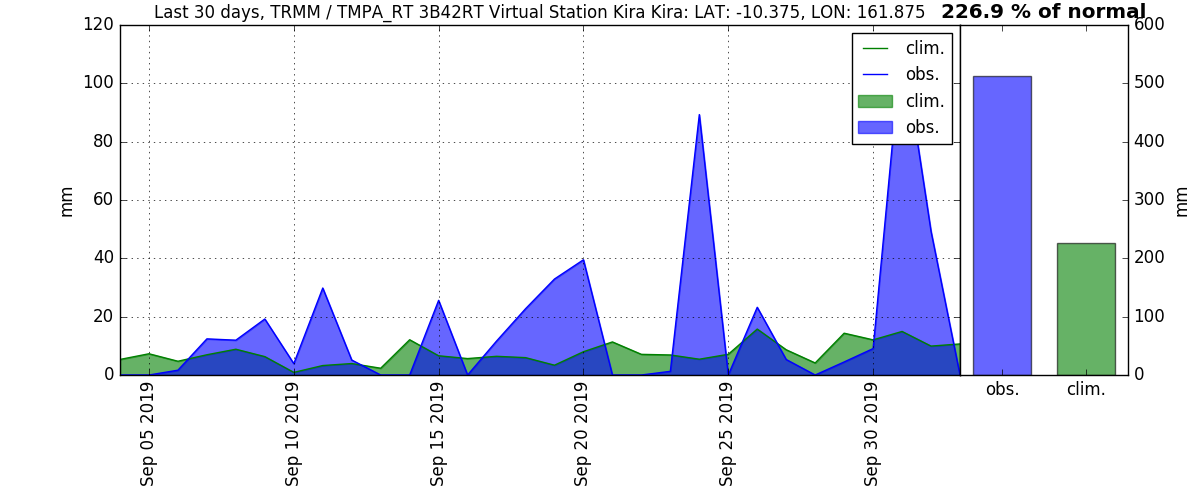 Last 30 days, TRMM / TMPA_RT 3B42RT Virtual Station Kira Kira: LAT: -10.375, LON: 161.875 226.9 % of normal
120
100
80
60
40
20
0
mm
clim.
obs.
clim.
obs.
600
500
400
300
200
100
0
mm
obs. clim.
Sep 05 2019
Sep 10 2019
Sep 15 2019
Sep 20 2019
Sep 25 2019
Sep 30 2019